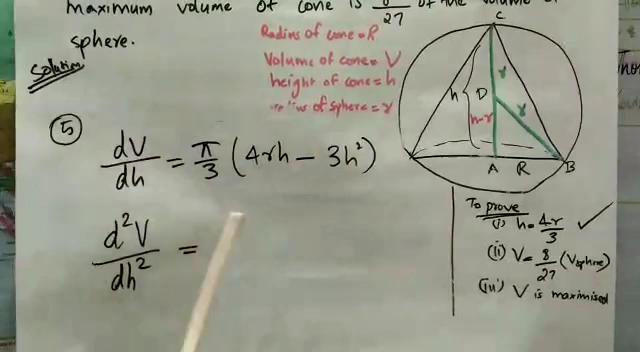 maximum volume of cone is 8/27 of the volume of
sphere.
Solution
Radius of cone = R
Volume of cone = V
height of cone = h
radius of sphere = r
C
r
h
D
h-r
r
A
R
B
⑤
dV/dh = π/3 (4rh - 3h²)
d²V/dh² =
To prove
(i) h = 4r/3 ✓
(ii) V = 8/27 (Vsphere)
(iii) V is maximised